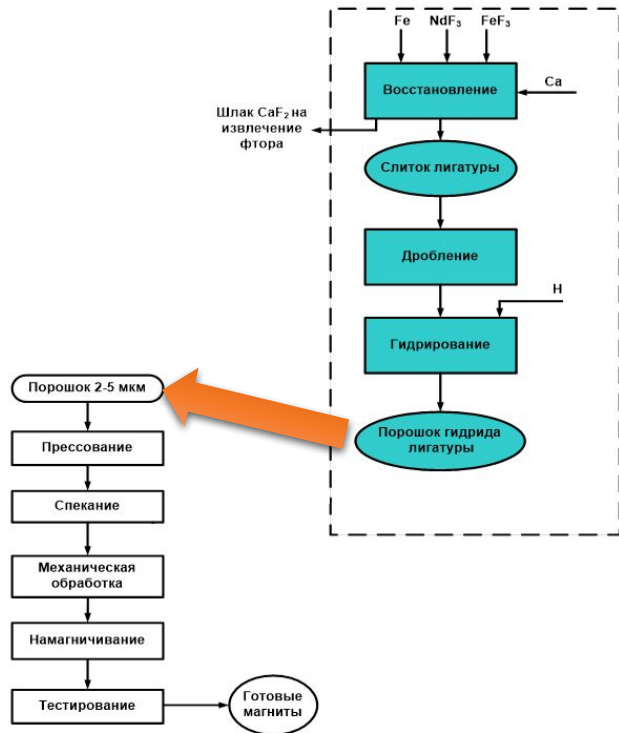 Fe NdF₃ FeF₃
Восстановление
Ca
Шлак CaF₂ на
извлечение
фтора
Слиток лигатуры
Дробление
H
Гидрирование
Порошок гидрида
лигатуры
Порошок 2-5 мкм
Прессование
Спекание
Механическая
обработка
Намагничивание
Тестирование
Готовые
магниты